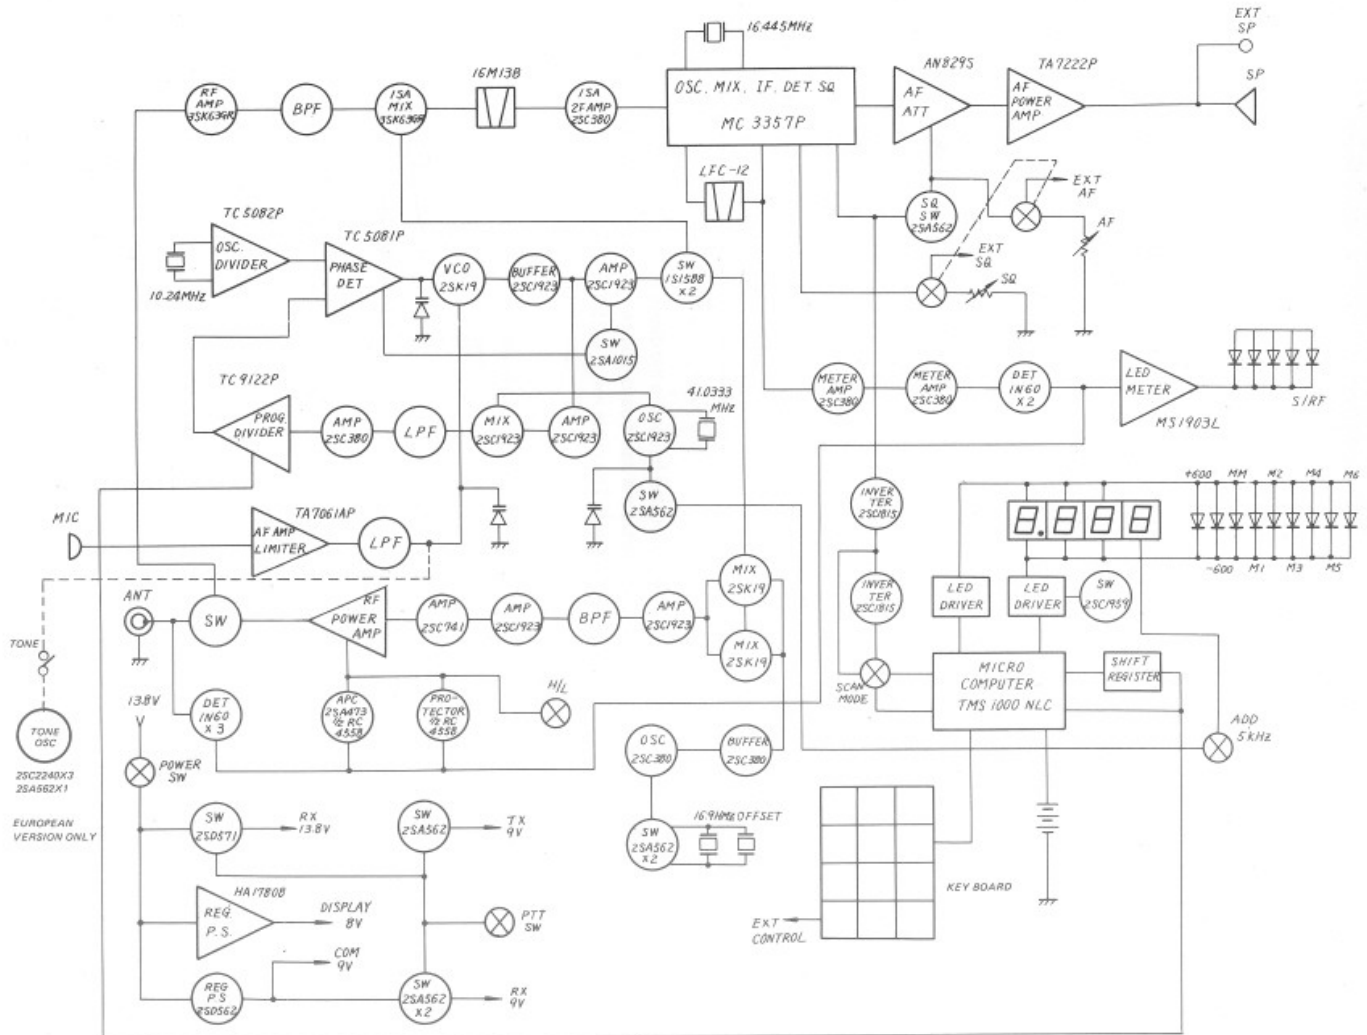 EXT
SP
16.445MHz
AN829S
TA7222P
SP
16M13B
RF
AMP
3SK63GR
BPF
1SA
MIX
3SK63GR
1SA
2F AMP
2SC380
OSC. MIX. IF. DET. SQ
MC 3357P
AF
ATT
AF
POWER
AMP
LFC-12
EXT
AF
TC5082P
OSC.
DIVIDER
10.24MHz
TC5081P
PHASE
DET
VCO
2SK19
BUFFER
2SC1923
AMP
2SC1923
SW
1S1588
X2
SQ
SW
2SA562
AF
EXT
SQ
SQ
SW
2SA1015
TC9122P
PROG.
DIVIDER
AMP
2SC380
LPF
MIX
2SC1923
AMP
2SC1923
OSC
2SC1923
41.0333
MHz
METER
AMP
2SC380
METER
AMP
2SC380
DET
1N60
X2
LED
METER
MS1903L
S/RF
SW
2SA562
INVER
TER
2SC1815
+600 MM M2 M4 M6
8.888
-600 M1 M3 M5
MIC
TA7061AP
AF AMP
LIMITER
LPF
INVER
TER
2SC1815
LED
DRIVER
LED
DRIVER
SW
2SC1959
ANT
SW
RF
POWER
AMP
AMP
2SC741
AMP
2SC1923
BPF
AMP
2SC1923
MIX
2SK19
MIX
2SK19
TONE
SCAN
MODE
MICRO
COMPUTER
TMS 1000 NLC
SHIFT
REGISTER
13.8V
DET
1N60
X3
APC
2SA473
1/2 RC
4558
PRO-
TECTOR
1/2 RC
4558
H/L
TONE
OSC
2SC2240X3
2SA562X1
EUROPEAN
VERSION ONLY
POWER
SW
OSC
2SC380
BUFFER
2SC380
ADD
5kHz
SW
2SD571
RX
13.8V
SW
2SA562
TX
9V
SW
2SA562
X2
16.9HMz OFFSET
HA17808
REG.
P.S.
DISPLAY
8V
PTT
SW
KEY BOARD
EXT
CONTROL
COM
9V
REG
P.S
2SD562
SW
2SA562
X2
RX
9V